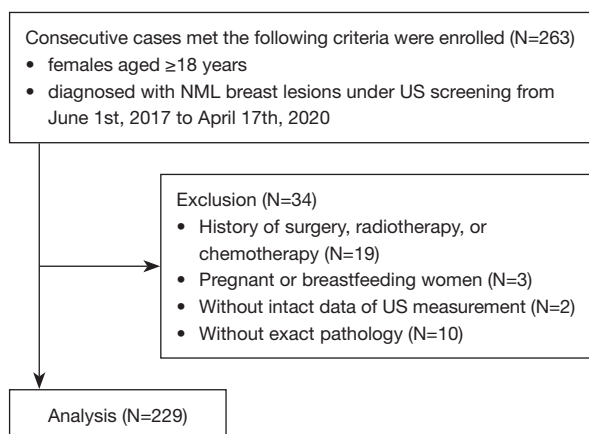 Consecutive cases met the following criteria were enrolled (N=263)
• females aged ≥18 years
• diagnosed with NML breast lesions under US screening from
June 1st, 2017 to April 17th, 2020
Exclusion (N=34)
• History of surgery, radiotherapy, or
chemotherapy (N=19)
• Pregnant or breastfeeding women (N=3)
• Without intact data of US measurement (N=2)
• Without exact pathology (N=10)
Analysis (N=229)